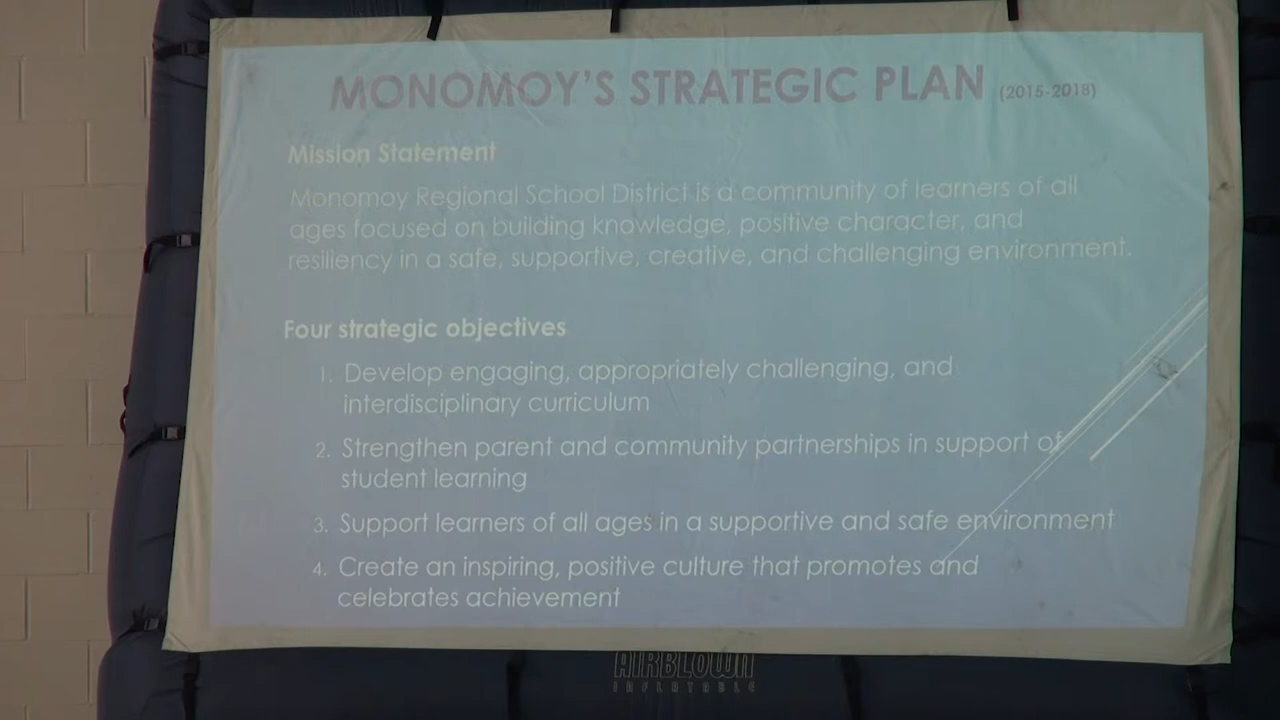 MONOMOY'S STRATEGIC PLAN (2015-2018)
Mission Statement
Monomoy Regional School District is a community of learners of all
ages focused on building knowledge, positive character, and
resiliency in a safe, supportive, creative, and challenging environment.
Four strategic objectives
1. Develop engaging, appropriately challenging, and
interdisciplinary curriculum
2. Strengthen parent and community partnerships in support of
student learning
3. Support learners of all ages in a supportive and safe environment
4. Create an inspiring, positive culture that promotes and
celebrates achievement
AIRBLOWN
INFLATABLE